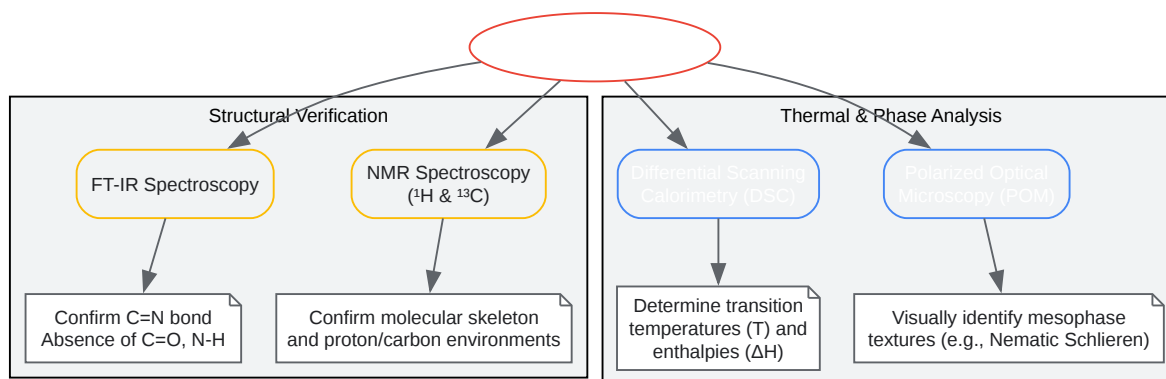 Structural Verification
Thermal & Phase Analysis
FT-IR Spectroscopy
NMR Spectroscopy
(¹H & ¹³C)
Differential Scanning
Calorimetry (DSC)
Polarized Optical
Microscopy (POM)
Confirm C=N bond
Absence of C=O, N-H
Confirm molecular skeleton
and proton/carbon environments
Determine transition
temperatures (T) and
enthalpies (ΔH)
Visually identify mesophase
textures (e.g., Nematic Schlieren)